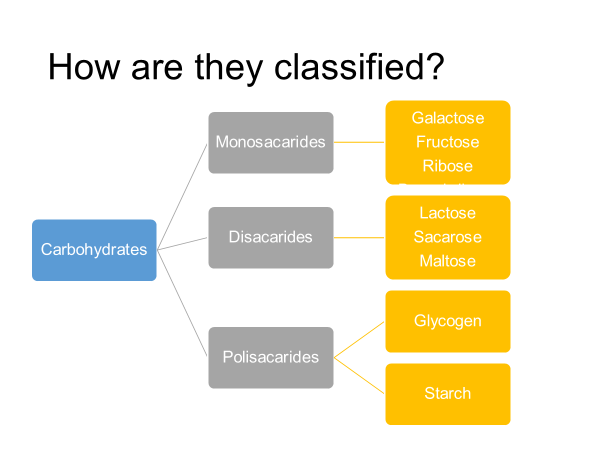 How are they classified?
Carbohydrates
Monosacarides
Galactose
Fructose
Ribose
Disacarides
Lactose
Sacarose
Maltose
Polisacarides
Glycogen
Starch